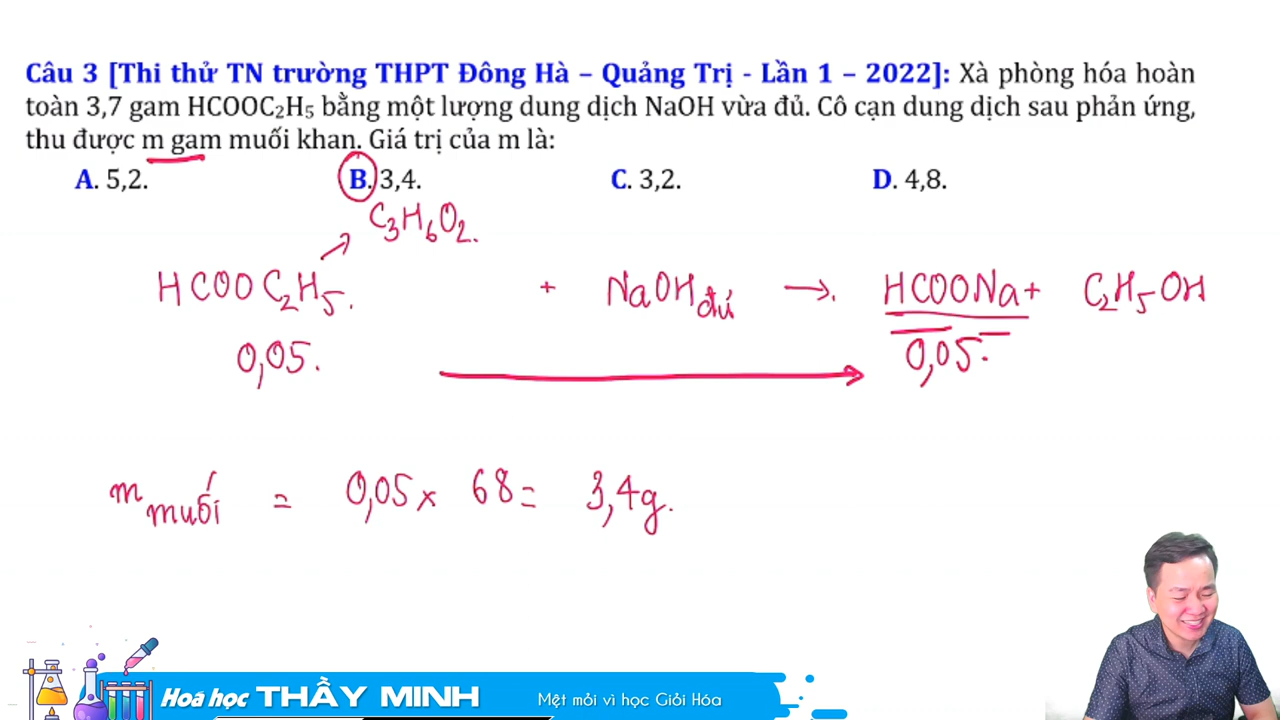 Câu 3 [Thi thử TN trường THPT Đông Hà – Quảng Trị - Lần 1 – 2022]: Xà phòng hóa hoàn
toàn 3,7 gam HCOOC₂H₅ bằng một lượng dung dịch NaOH vừa đủ. Cô cạn dung dịch sau phản ứng,
thu được m gam muối khan. Giá trị của m là:
A. 5,2. B. 3,4. C. 3,2. D. 4,8.
C₃H₆O₂.
HCOOC₂H₅. + NaOH đủ → HCOONa + C₂H₅OH
0,05. 0,05.
m muối = 0,05 × 68 = 3,4g.
Hoá học THẦY MINH Mệt mỏi vì học Giỏi Hóa